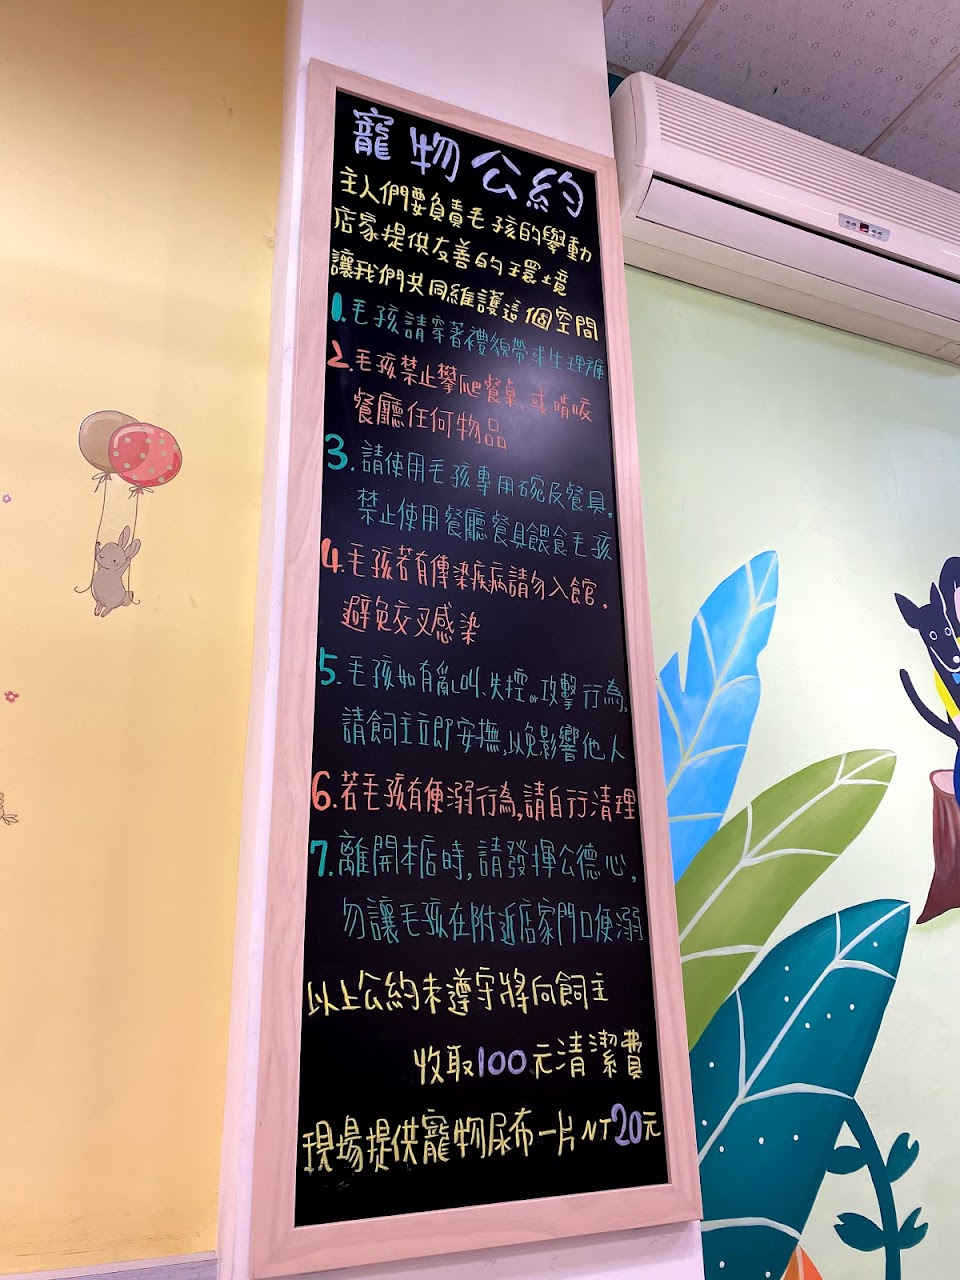 寵物公約
主人們要負責毛孩的舉動
店家提供友善的環境
讓我們共同維護這個空間
1.毛孩請穿著禮貌帶或生理褲
2.毛孩禁止攀爬餐桌、或啃咬
餐廳任何物品
3.請使用毛孩專用碗及餐具,
禁止使用餐廳餐具餵食毛孩
4.毛孩若有傳染疾病請勿入館,
避免交叉感染
5.毛孩如有亂叫、失控or攻擊行為,
請飼主立即安撫,以免影響他人
6.若毛孩有便溺行為,請自行清理
7.離開本店時,請發揮公德心,
勿讓毛孩在附近店家門口便溺
以上公約未遵守將向飼主
收取100元清潔費
現場提供寵物尿布一片NT20元